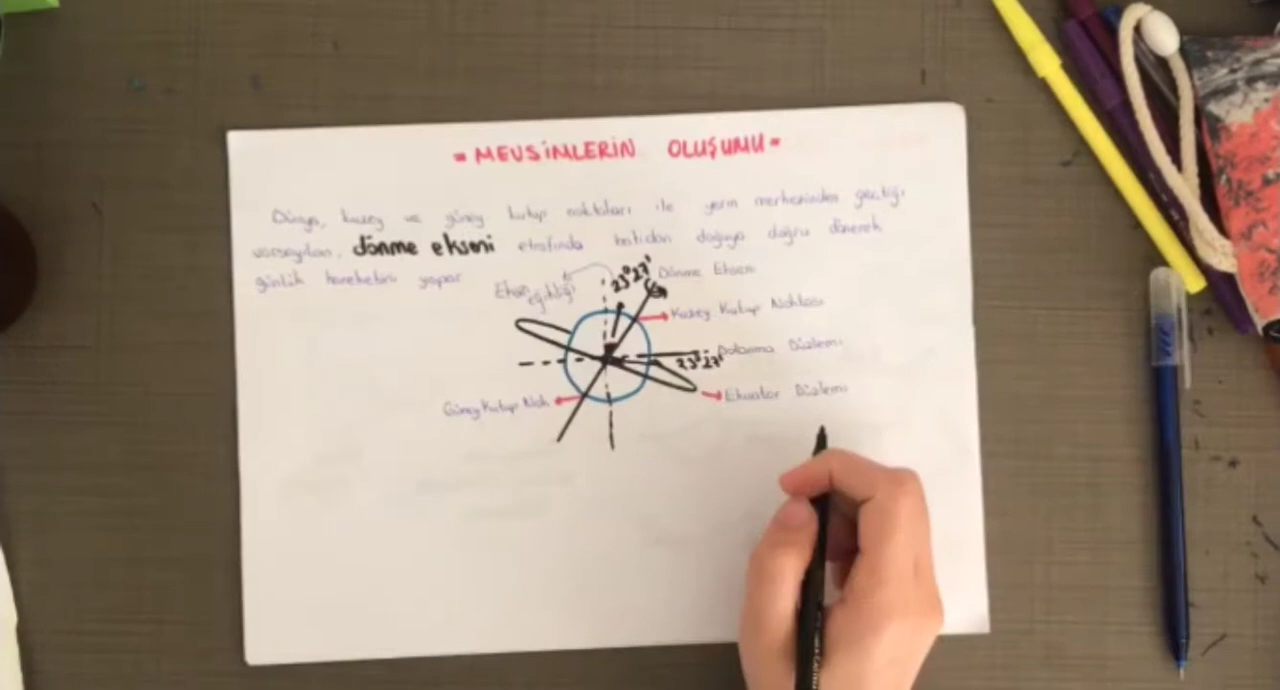 = MEVSİMLERİN OLUŞUMU =
Dünya, kuzey ve güney kutup noktaları ile yerin merkezinden geçtiği
varsayılan, dönme ekseni etrafında batıdan doğuya doğru dönerek
günlük hareketini yapar
Eksen eğikliği
23°27'
Dönme Ekseni
Kuzey Kutup Noktası
Dolanma Düzlemi
23°27'
Güney Kutup Nok.
Ekvator Düzlemi